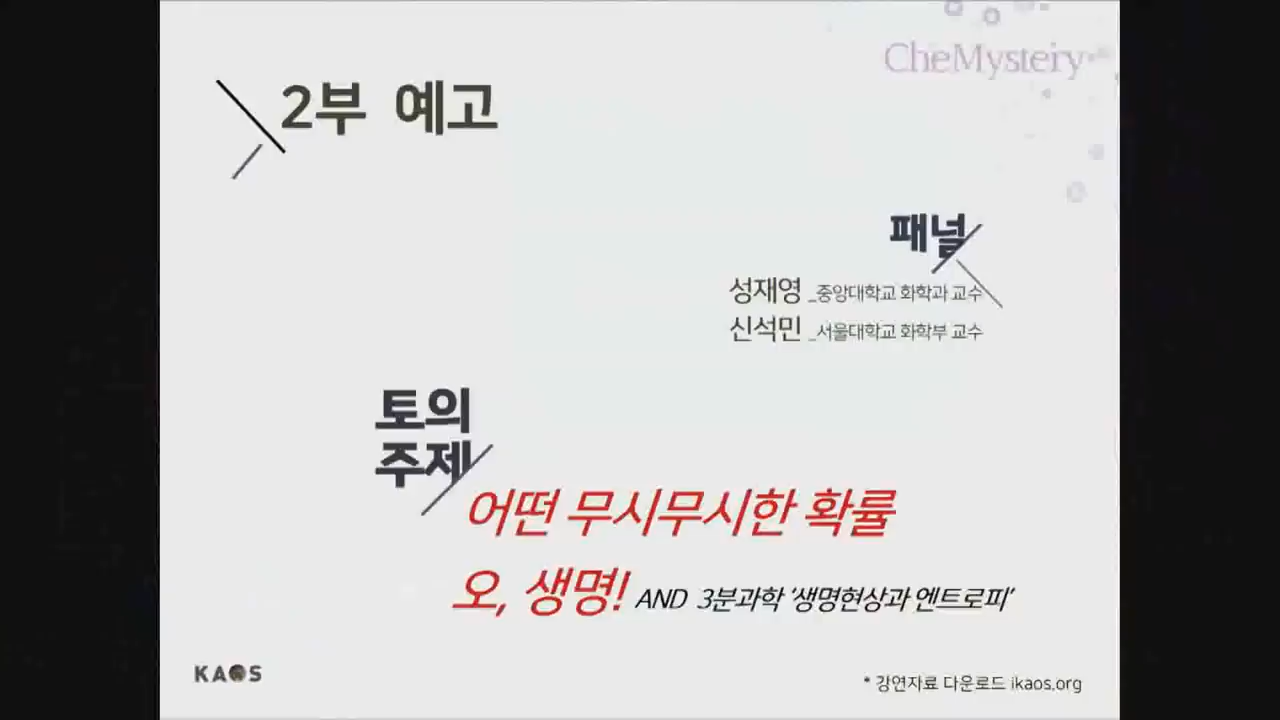 CheMystery
2부 예고
패널
성재영 _중앙대학교 화학과 교수
신석민 _서울대학교 화학부 교수
토의
주제
어떤 무시무시한 확률
오, 생명! AND 3분과학 '생명현상과 엔트로피'
KAOS
* 강연자료 다운로드 ikaos.org